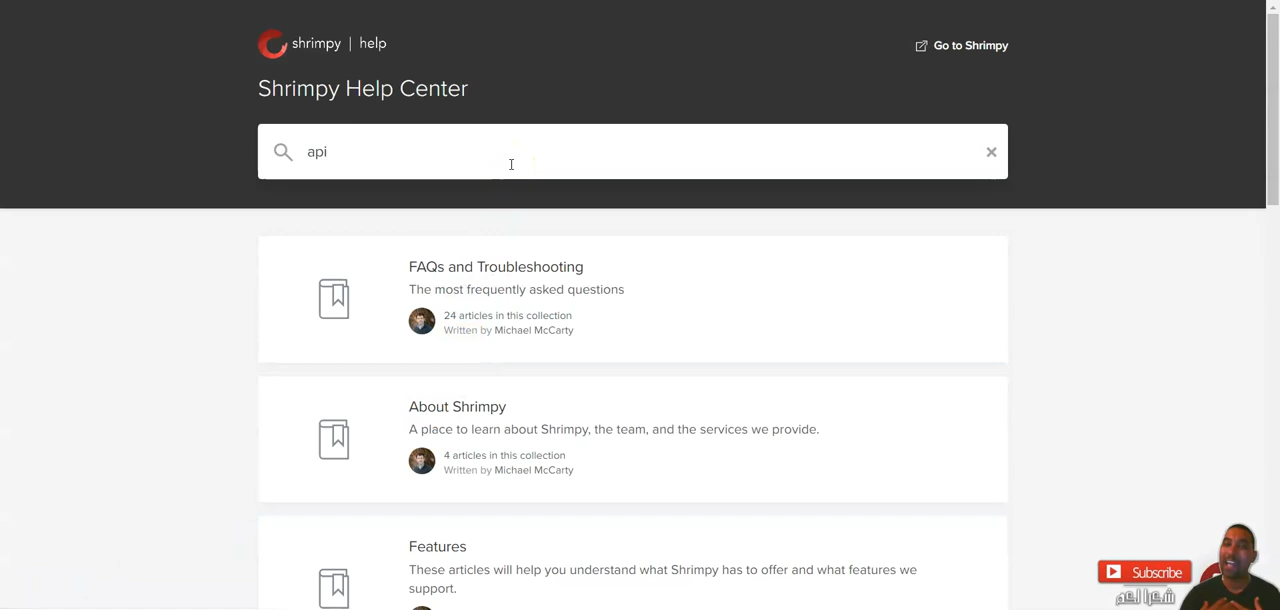 shrimpy | help
Go to Shrimpy
Shrimpy Help Center
api
FAQs and Troubleshooting
The most frequently asked questions
24 articles in this collection
Written by Michael McCarty
About Shrimpy
A place to learn about Shrimpy, the team, and the services we provide.
4 articles in this collection
Written by Michael McCarty
Features
These articles will help you understand what Shrimpy has to offer and what features we
support.
Subscribe
شكرا لكم